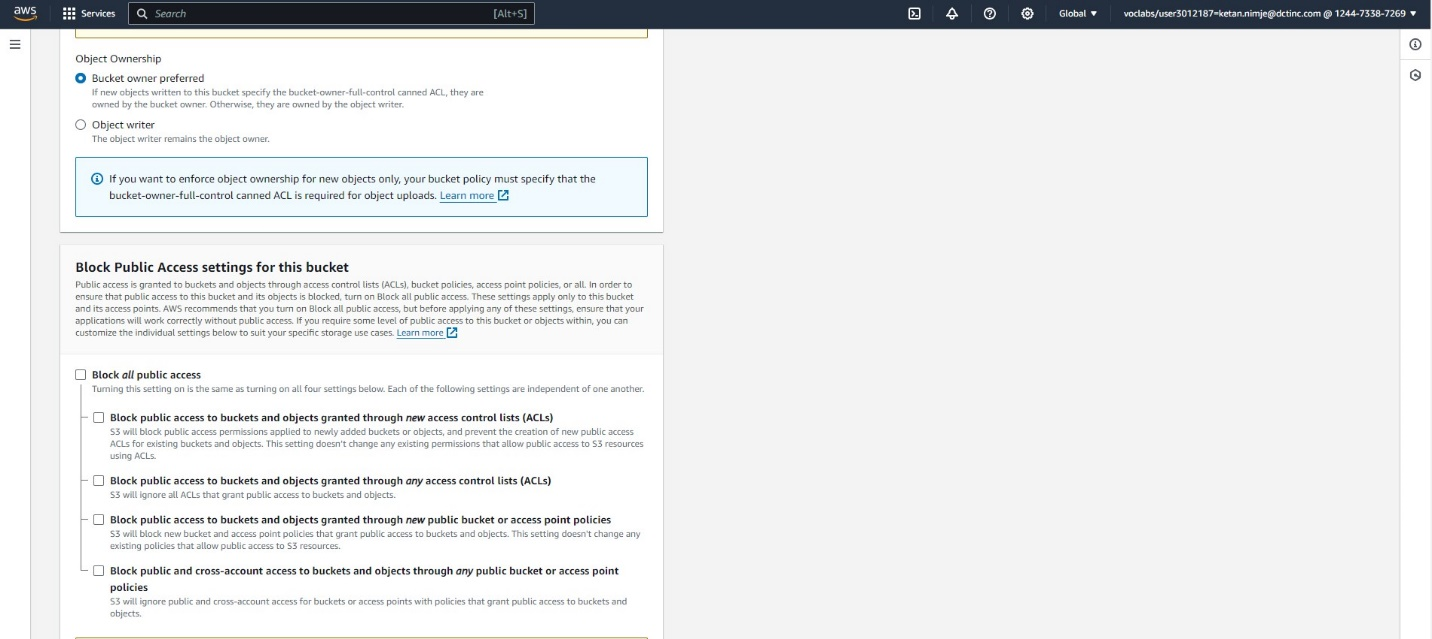 aws
Services
Search
[Alt+S]
Global
voclabs/user3012187=ketan.nimje@dctinc.com @ 1244-7338-7269
Object Ownership
Bucket owner preferred
If new objects written to this bucket specify the bucket-owner-full-control canned ACL, they are
owned by the bucket owner. Otherwise, they are owned by the object writer.
Object writer
The object writer remains the object owner.
If you want to enforce object ownership for new objects only, your bucket policy must specify that the
bucket-owner-full-control canned ACL is required for object uploads. Learn more
Block Public Access settings for this bucket
Public access is granted to buckets and objects through access control lists (ACLs), bucket policies, access point policies, or all. In order to
ensure that public access to this bucket and its objects is blocked, turn on Block all public access. These settings apply only to this bucket
and its access points. AWS recommends that you turn on Block all public access, but before applying any of these settings, ensure that your
applications will work correctly without public access. If you require some level of public access to this bucket or objects within, you can
customize the individual settings below to suit your specific storage use cases. Learn more
Block all public access
Turning this setting on is the same as turning on all four settings below. Each of the following settings are independent of one another.
Block public access to buckets and objects granted through new access control lists (ACLs)
S3 will block public access permissions applied to newly added buckets or objects, and prevent the creation of new public access
ACLs for existing buckets and objects. This setting doesn't change any existing permissions that allow public access to S3 resources
using ACLs.
Block public access to buckets and objects granted through any access control lists (ACLs)
S3 will ignore all ACLs that grant public access to buckets and objects.
Block public access to buckets and objects granted through new public bucket or access point policies
S3 will block new bucket and access point policies that grant public access to buckets and objects. This setting doesn't change any
existing policies that allow public access to S3 resources.
Block public and cross-account access to buckets and objects through any public bucket or access point
policies
S3 will ignore public and cross-account access for buckets or access points with policies that grant public access to buckets and
objects.